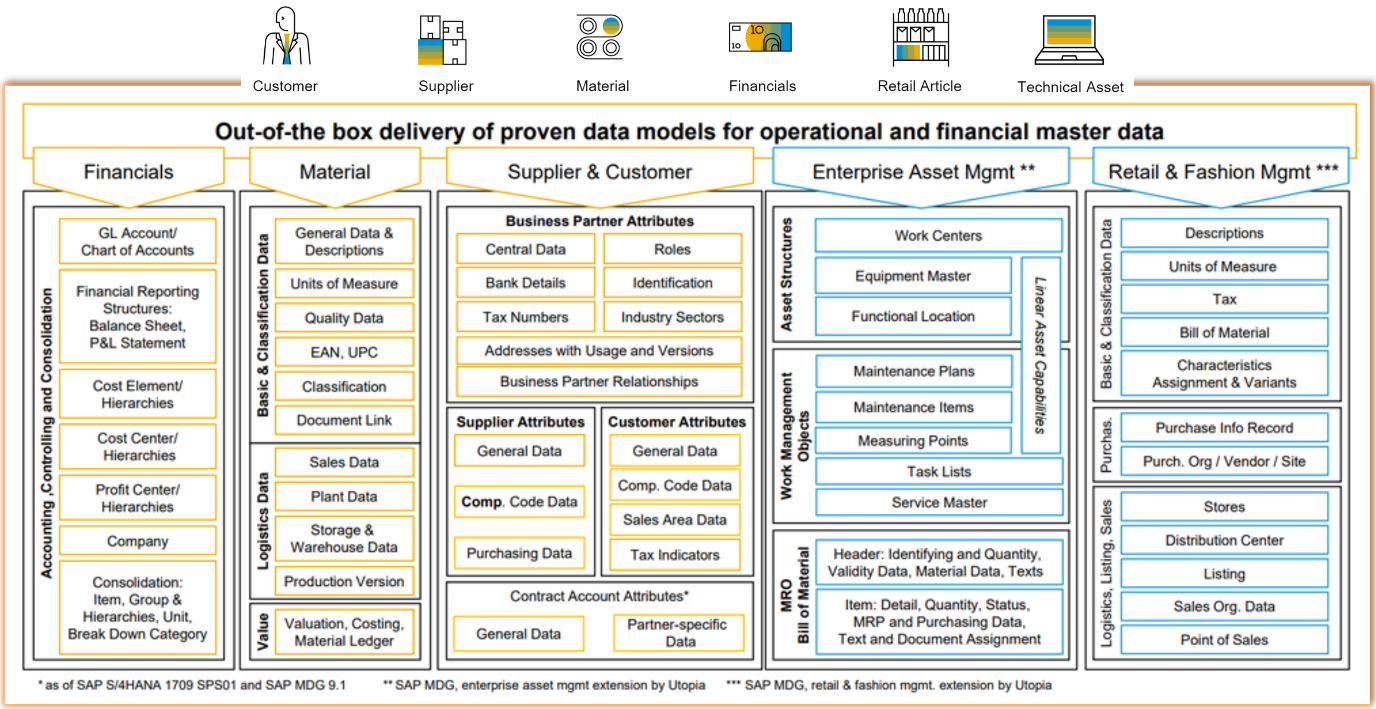 Customer
Supplier
Material
Financials
Retail Article
Technical Asset
10
10
Out-of-the box delivery of proven data models for operational and financial master data
Financials
Material
Supplier & Customer
Enterprise Asset Mgmt **
Retail & Fashion Mgmt ***
Accounting ,Controlling and Consolidation
GL Account/
Chart of Accounts
Financial Reporting
Structures:
Balance Sheet,
P&L Statement
Cost Element/
Hierarchies
Cost Center/
Hierarchies
Profit Center/
Hierarchies
Company
Consolidation:
Item, Group &
Hierarchies, Unit,
Break Down Category
Basic & Classification Data
General Data &
Descriptions
Units of Measure
Quality Data
EAN, UPC
Classification
Document Link
Logistics Data
Sales Data
Plant Data
Storage &
Warehouse Data
Production Version
Value
Valuation, Costing,
Material Ledger
Business Partner Attributes
Central Data
Roles
Bank Details
Identification
Tax Numbers
Industry Sectors
Addresses with Usage and Versions
Business Partner Relationships
Supplier Attributes
General Data
Comp. Code Data
Purchasing Data
Customer Attributes
General Data
Comp. Code Data
Sales Area Data
Tax Indicators
Contract Account Attributes*
General Data
Partner-specific
Data
Asset Structures
Work Centers
Equipment Master
Functional Location
Linear Asset Capabilities
Work Management
Objects
Maintenance Plans
Maintenance Items
Measuring Points
Task Lists
Service Master
MRO
Bill of Material
Header: Identifying and Quantity,
Validity Data, Material Data, Texts
Item: Detail, Quantity, Status,
MRP and Purchasing Data,
Text and Document Assignment
Basic & Classification Data
Descriptions
Units of Measure
Tax
Bill of Material
Characteristics
Assignment & Variants
Purchas.
Purchase Info Record
Purch. Org / Vendor / Site
Logistics, Listing, Sales
Stores
Distribution Center
Listing
Sales Org. Data
Point of Sales
* as of SAP S/4HANA 1709 SPS01 and SAP MDG 9.1
** SAP MDG, enterprise asset mgmt extension by Utopia
*** SAP MDG, retail & fashion mgmt. extension by Utopia